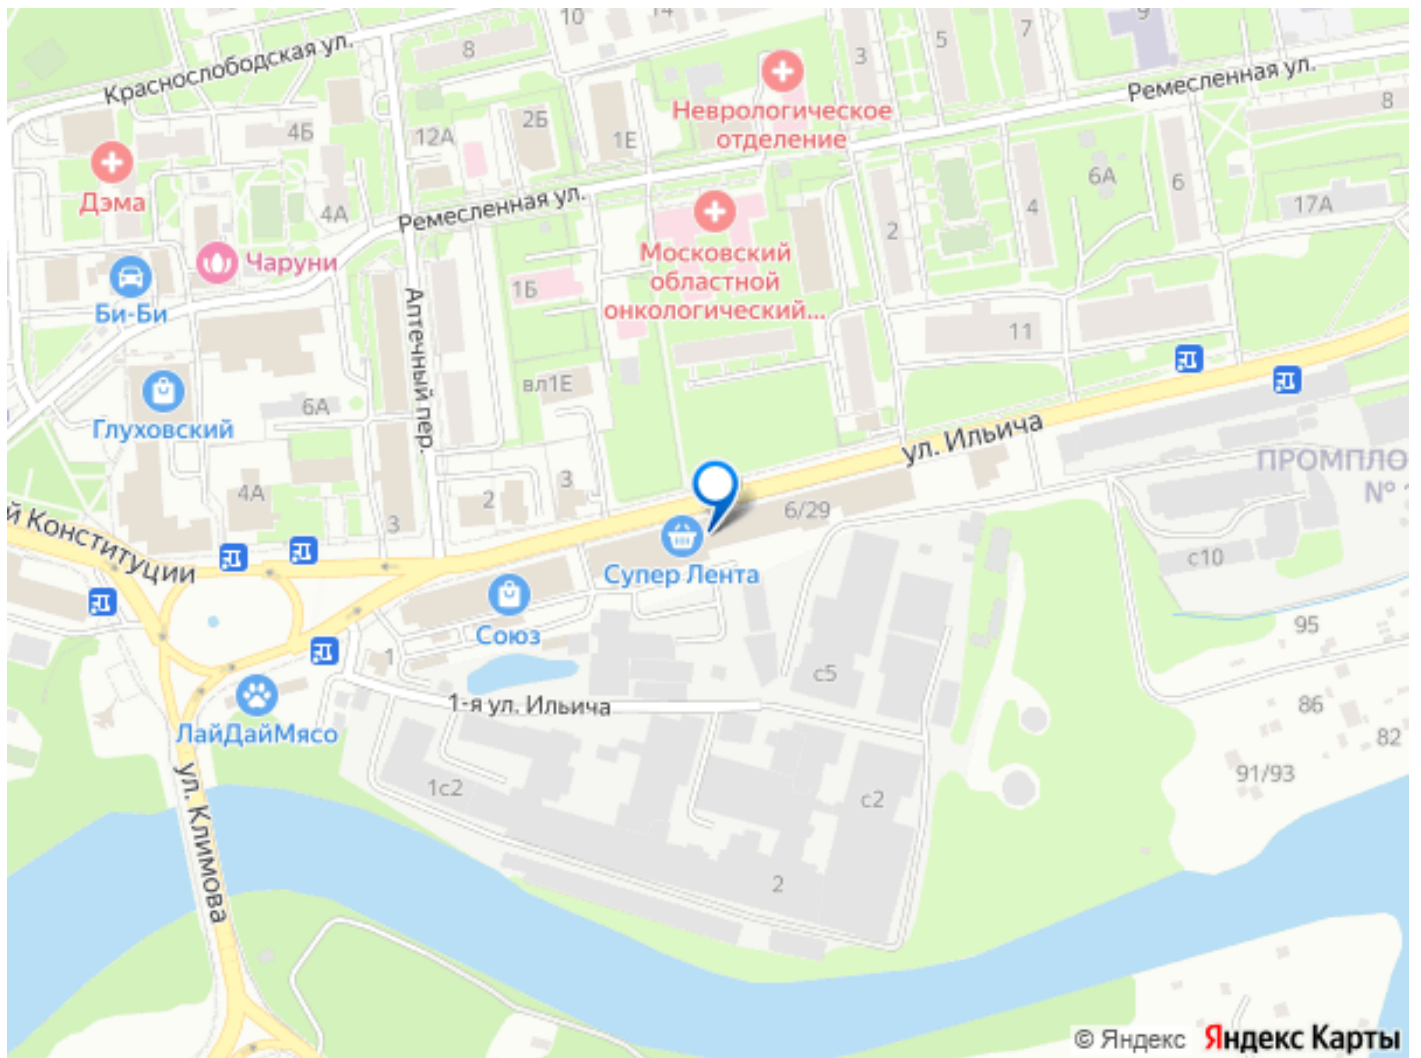 10
14
Краснослободская ул.
8
3
5
7
9
Ремесленная ул.
8
4Б
12А
2Б
1Е
Неврологическое
отделение
Дэма
4А
Ремесленная ул.
6А
6
17А
4
2
Чаруни
Московский
областной
онкологический...
1Б
Би-Би
Аптечный пер.
11
вл1Е
6А
Глуховский
ул. Ильича
ПРОМПЛО
№
4А
2
3
3
6/29
й Конституции
Супер Лента
с10
Союз
95
1
с5
1-я ул. Ильича
86
82
ЛайДайМясо
91/93
1с2
с2
ул. Климова
2
© Яндекс Яндекс Карты